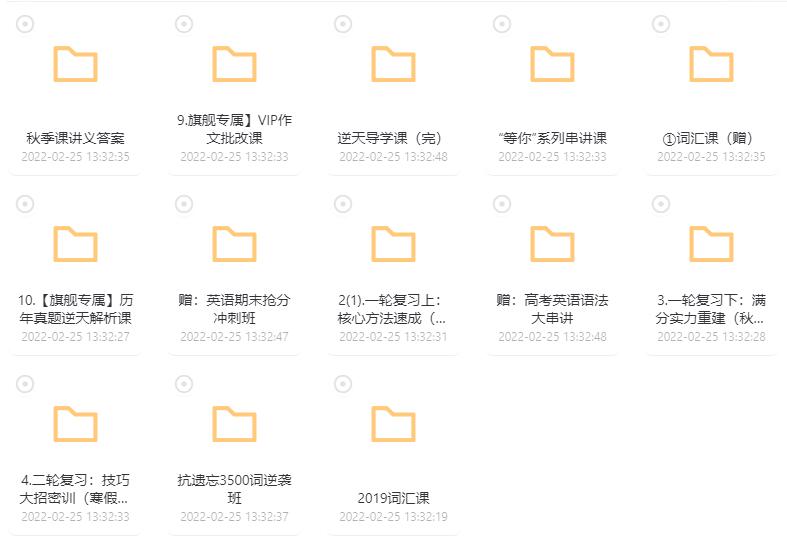 秋季课讲义答案
2022-02-25 13:32:35
9.旗舰专属】VIP作
文批改课
2022-02-25 13:32:33
逆天导学课（完）
2022-02-25 13:32:48
“等你”系列串讲课
2022-02-25 13:32:33
①词汇课（赠）
2022-02-25 13:32:35
10.【旗舰专属】历
年真题逆天解析课
2022-02-25 13:32:27
赠：英语期末抢分
冲刺班
2022-02-25 13:32:47
2(1).一轮复习上：
核心方法速成（...
2022-02-25 13:32:31
赠：高考英语语法
大串讲
2022-02-25 13:32:48
3.一轮复习下：满
分实力重建（秋...
2022-02-25 13:32:28
4.二轮复习：技巧
大招密训（寒假...
2022-02-25 13:32:33
抗遗忘3500词逆袭
班
2022-02-25 13:32:37
2019词汇课
2022-02-25 13:32:19